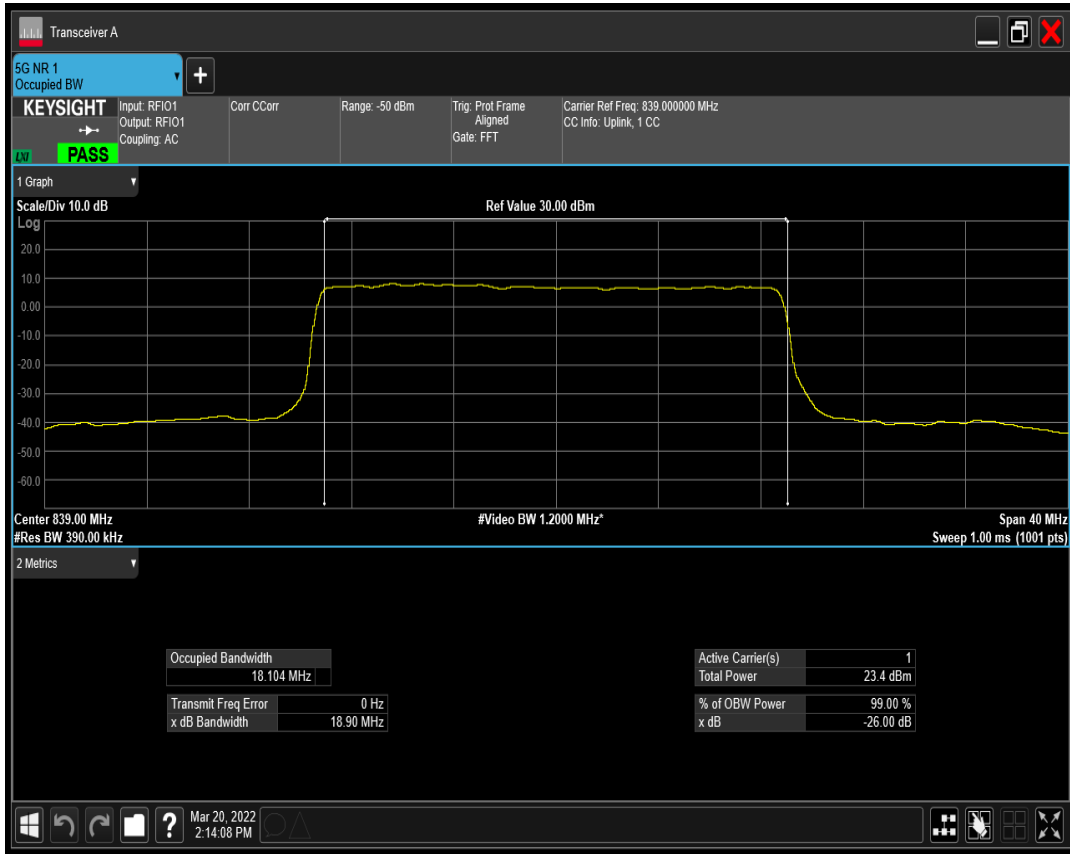 Transceiver A
5G NR 1
Occupied BW
+
KEYSIGHT
LXI
PASS
Input: RFIO1
Output: RFIO1
Coupling: AC
Corr CCorr
Range: -50 dBm
Trig: Prot Frame
Aligned
Gate: FFT
Carrier Ref Freq: 839.000000 MHz
CC Info: Uplink, 1 CC
1 Graph
Scale/Div 10.0 dB
Ref Value 30.00 dBm
Log
20.0
10.0
0.00
-10.0
-20.0
-30.0
-40.0
-50.0
-60.0
Center 839.00 MHz
#Video BW 1.2000 MHz*
Span 40 MHz
#Res BW 390.00 kHz
Sweep 1.00 ms (1001 pts)
2 Metrics
Occupied Bandwidth
18.104 MHz
Transmit Freq Error 0 Hz
x dB Bandwidth 18.90 MHz
Active Carrier(s) 1
Total Power 23.4 dBm
% of OBW Power 99.00 %
x dB -26.00 dB
?
Mar 20, 2022
2:14:08 PM